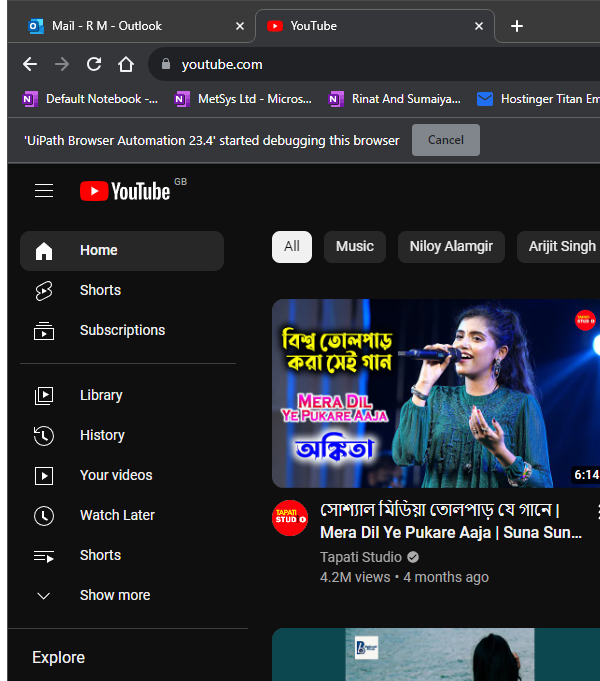 Mail - R M - Outlook
YouTube
youtube.com
Default Notebook -...
MetSys Ltd - Micros...
Rinat And Sumaiya...
Hostinger Titan Em
'UiPath Browser Automation 23.4' started debugging this browser
Cancel
YouTube GB
Home
Shorts
Subscriptions
Library
History
Your videos
Watch Later
Shorts
Show more
Explore
All
Music
Niloy Alamgir
Arijit Singh
TAPATI
STUDIO
বিশ্ব তোলপাড়
করা সেই গান
MERA DIL
YE PUKARE AAJA
অঙ্কিতা
6:14
TAPATI
STUDIO
সোশ্যাল মিডিয়া তোলপাড় যে গানে |
Mera Dil Ye Pukare Aaja | Suna Sun...
Tapati Studio
4.2M views • 4 months ago